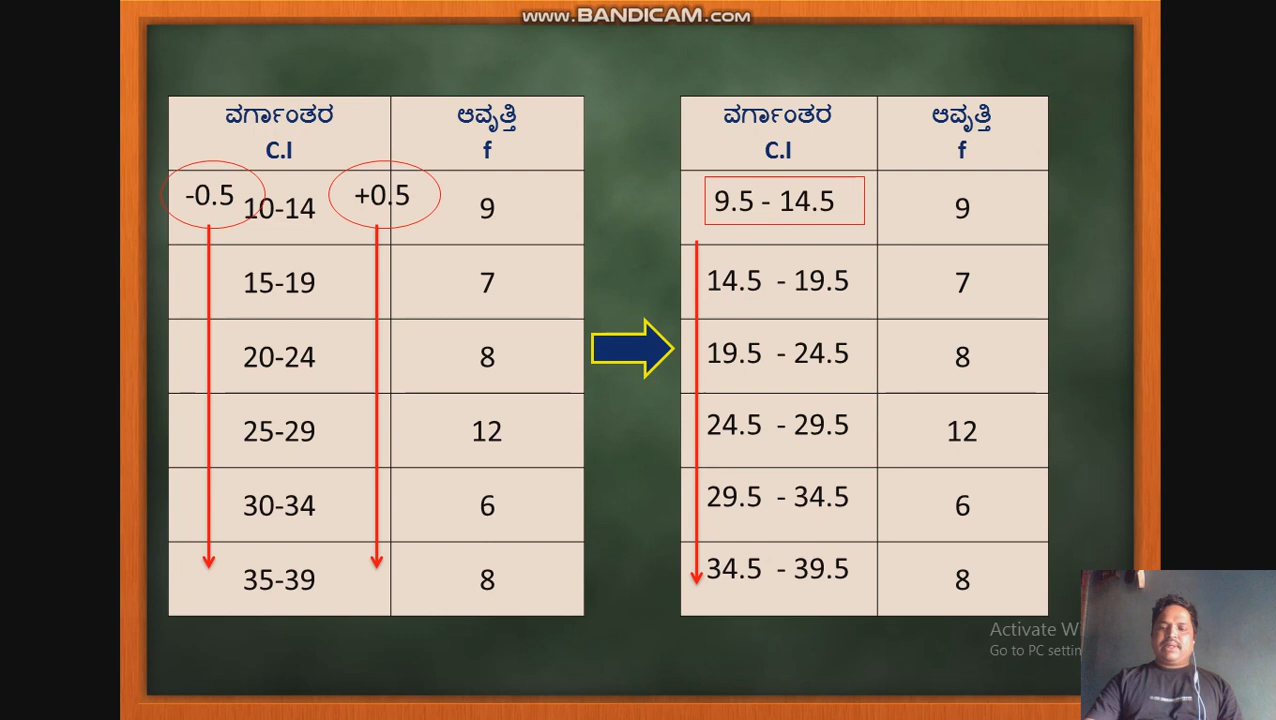 www.BANDICAM.com
ವರ್ಗಾಂತರ ಆವೃತ್ತಿ
C.I f
-0.5 10-14 +0.5 9
15-19 7
20-24 8
25-29 12
30-34 6
35-39 8
ವರ್ಗಾಂತರ ಆವೃತ್ತಿ
C.I f
9.5 - 14.5 9
14.5 - 19.5 7
19.5 - 24.5 8
24.5 - 29.5 12
29.5 - 34.5 6
34.5 - 39.5 8
Activate W
Go to PC settin